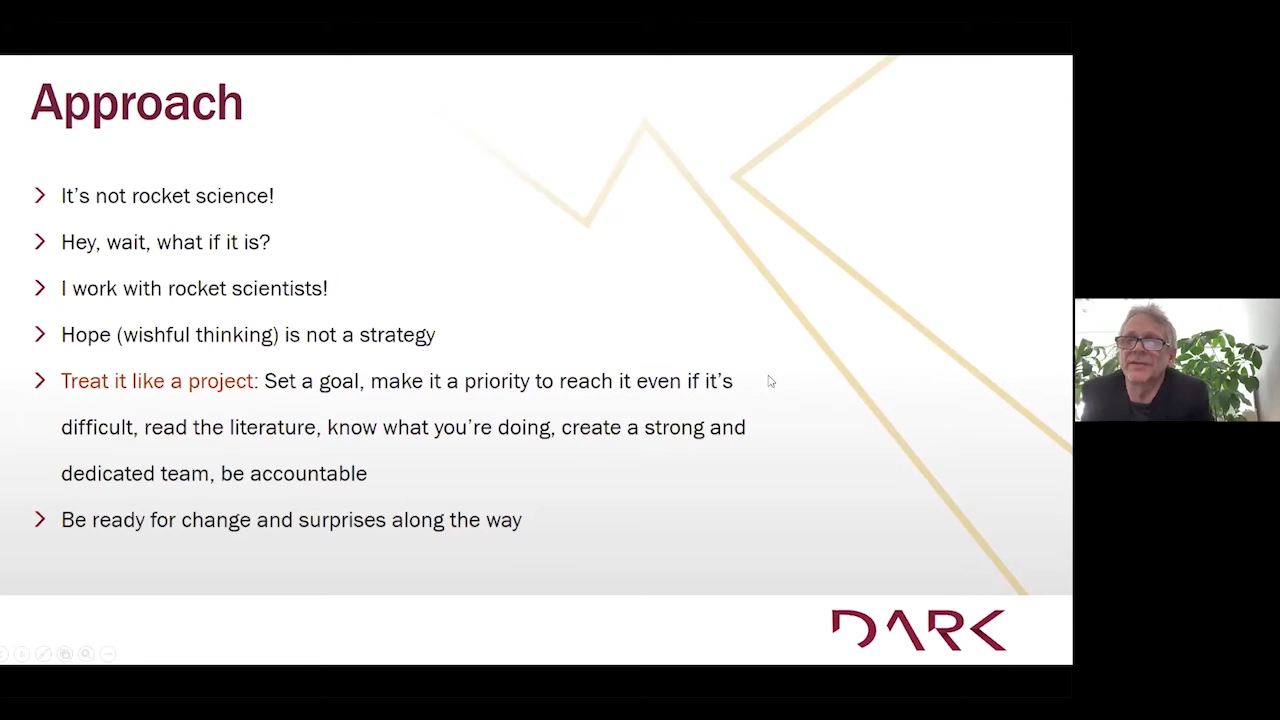 Approach
It’s not rocket science!
Hey, wait, what if it is?
I work with rocket scientists!
Hope (wishful thinking) is not a strategy
Treat it like a project: Set a goal, make it a priority to reach it even if it’s
difficult, read the literature, know what you’re doing, create a strong and
dedicated team, be accountable
Be ready for change and surprises along the way
DARK